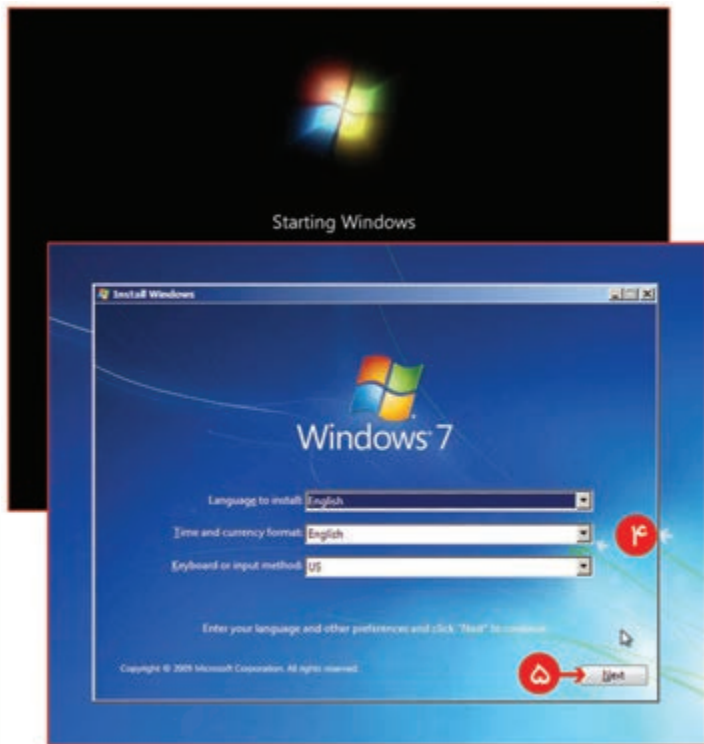 Starting Windows
Install Windows
Windows 7
Language to install: English
Time and currency format: English
۴
Keyboard or input method: US
Enter your language and other preferences and click "Next" to continue.
Copyright © 2009 Microsoft Corporation. All rights reserved.
۵
Next